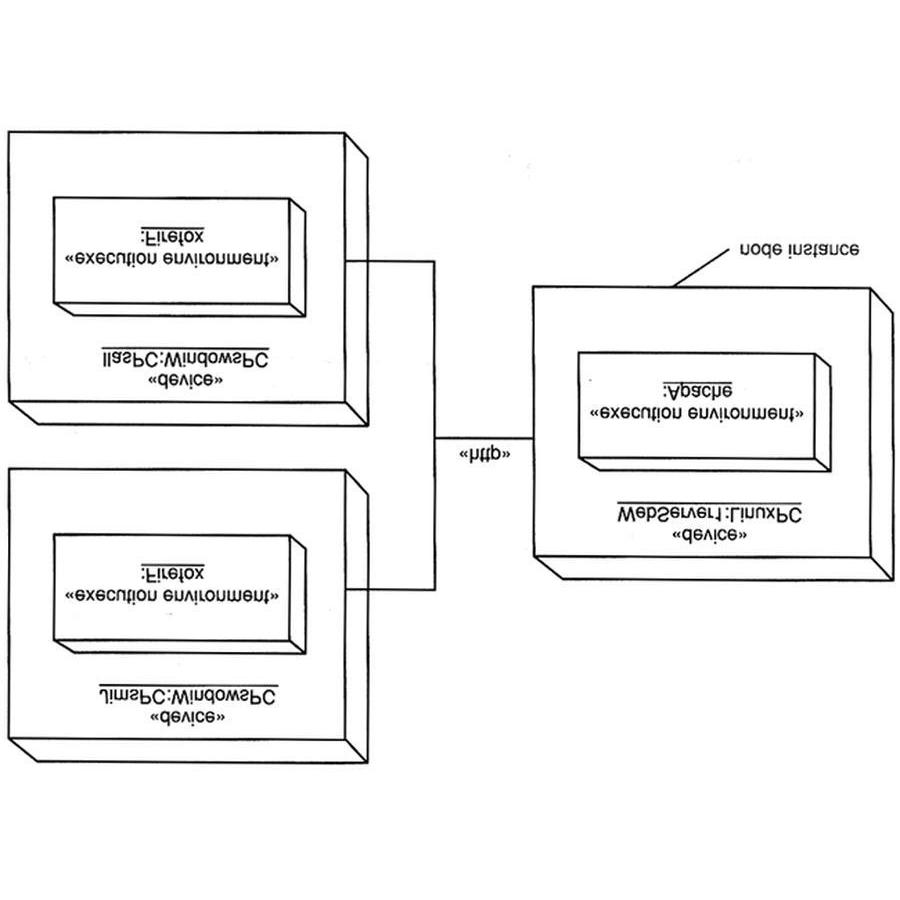 «device»
JimsPC:WindowsPC
«execution environment»
:Firefox
«device»
WebServer1:LinuxPC
«execution environment»
:Apache
«http»
«device»
IlasPC:WindowsPC
«execution environment»
:Firefox
node instance